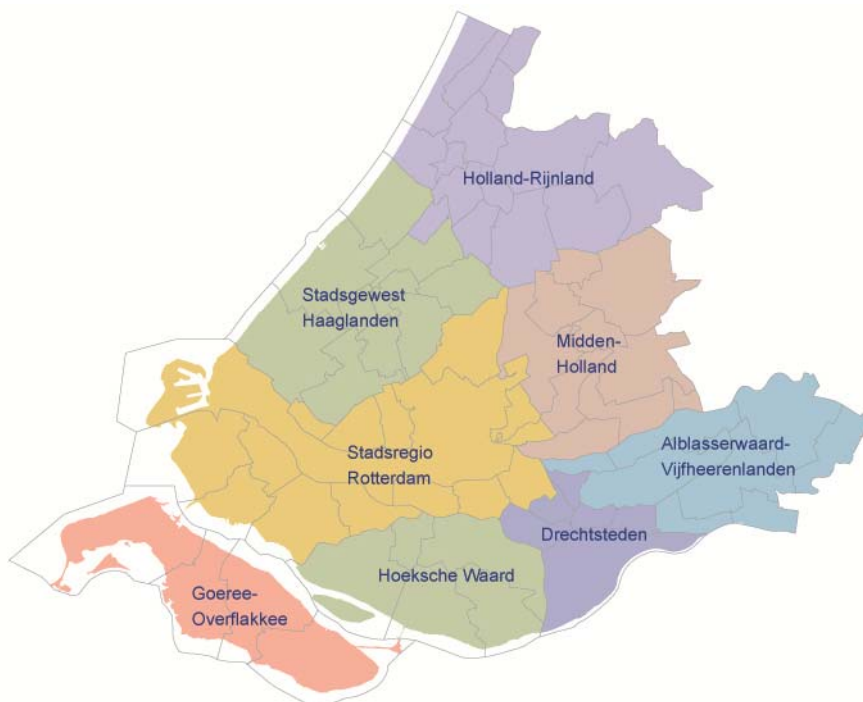 Holland-Rijnland
Stadsgewest
Haaglanden
Midden-
Holland
Alblasserwaard-
Vijfheerenlanden
Stadsregio
Rotterdam
Drechtsteden
Hoeksche Waard
Goeree-
Overflakkee